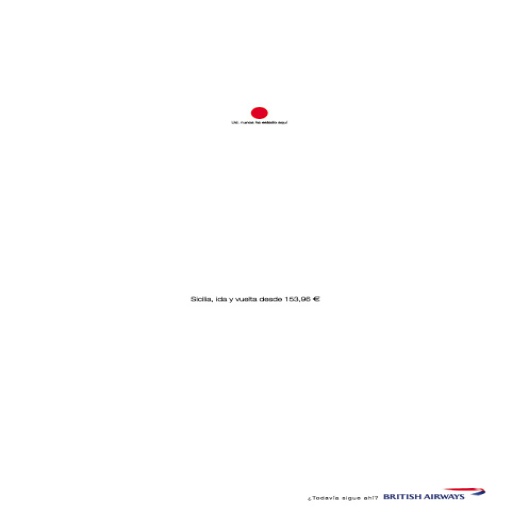 Ud. nunca ha estado aquí
Sicilia, ida y vuelta desde 153,96 €
¿Todavía sigue ahí? BRITISH AIRWAYS